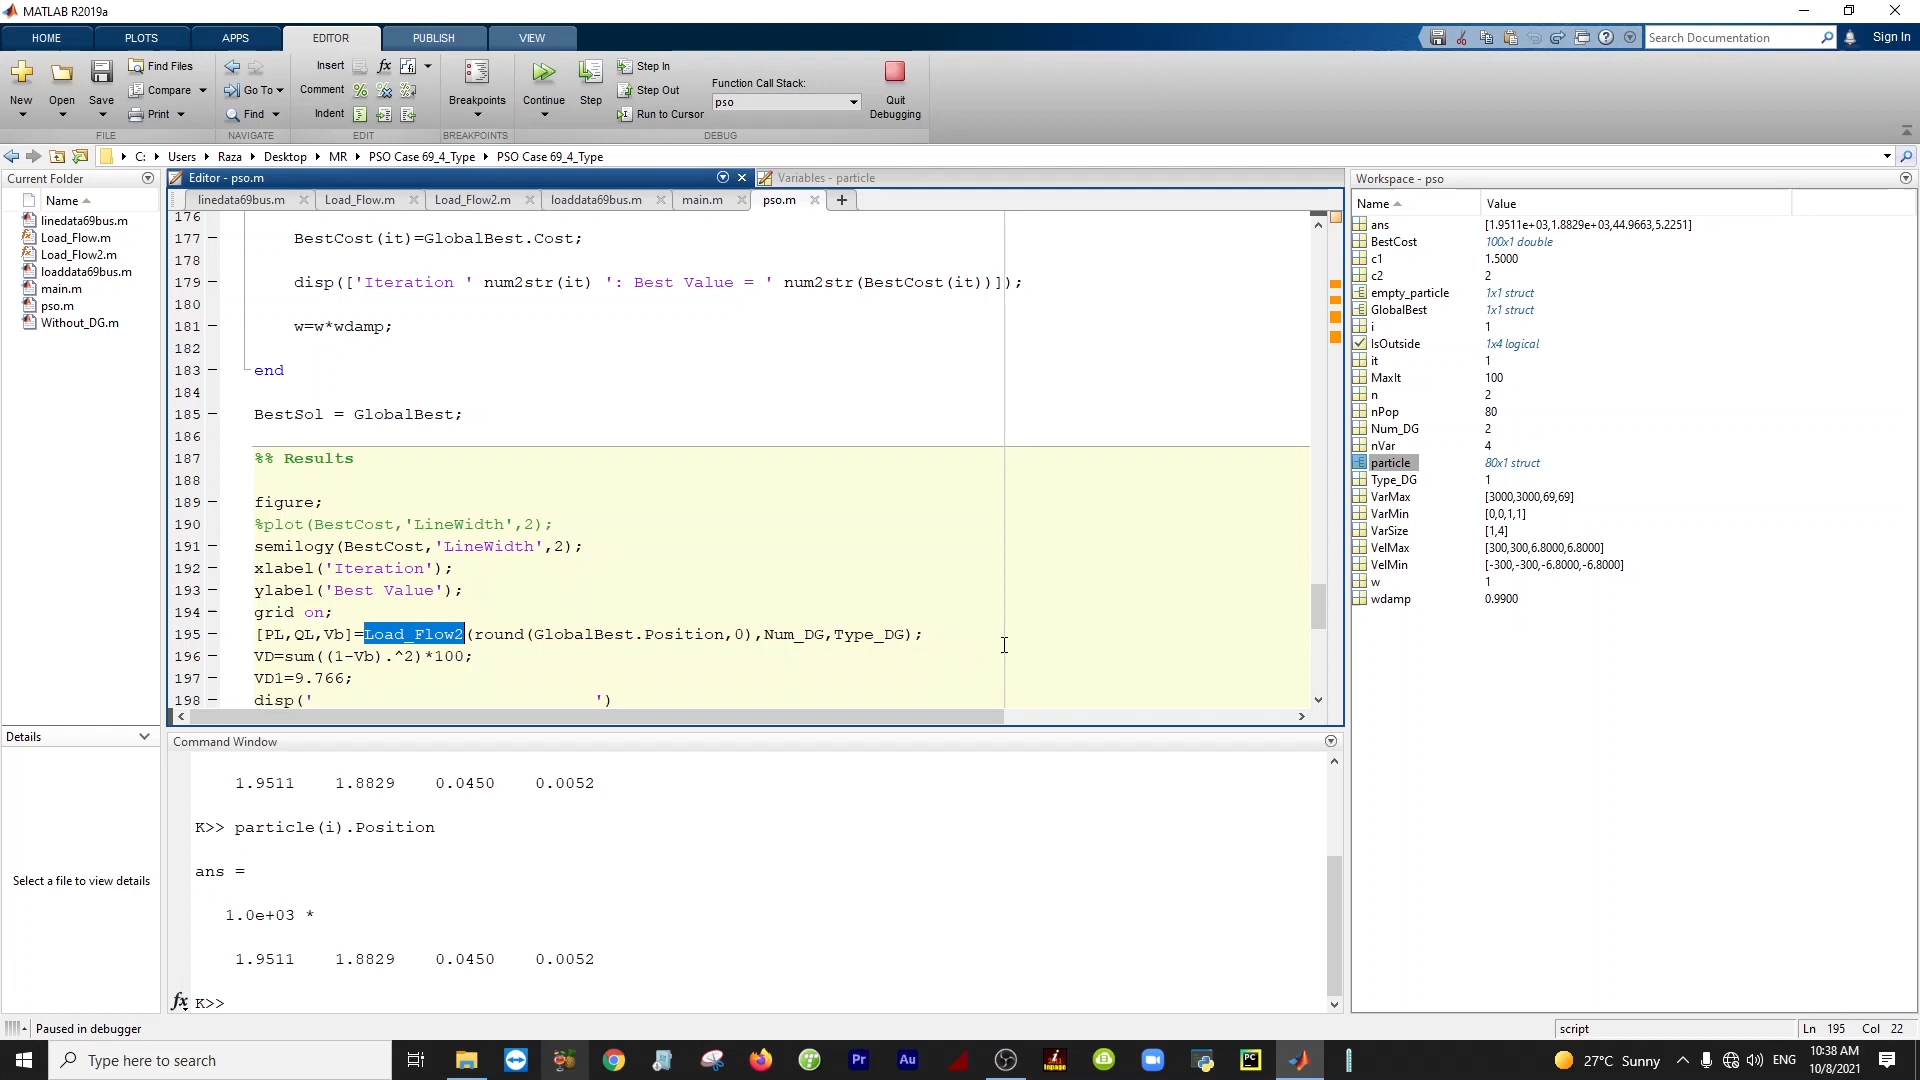 MATLAB R2019a
HOME PLOTS APPS EDITOR PUBLISH VIEW Search Documentation Sign In
New Open Save Find Files Compare Print
Go To Find
Insert fx Comment Indent
Breakpoints Continue Step Step In Step Out Run to Cursor
Function Call Stack: pso Quit Debugging
FILE NAVIGATE EDIT BREAKPOINTS DEBUG
C: Users Raza Desktop MR PSO Case 69_4_Type PSO Case 69_4_Type
Current Folder
Name
linedata69bus.m
Load_Flow.m
Load_Flow2.m
loaddata69bus.m
main.m
pso.m
Without_DG.m
Details
Select a file to view details
Editor - pso.m Variables - particle
linedata69bus.m Load_Flow.m Load_Flow2.m loaddata69bus.m main.m pso.m
176
177 BestCost(it)=GlobalBest.Cost;
178
179 disp(['Iteration ' num2str(it) ': Best Value = ' num2str(BestCost(it))]);
180
181 w=w*wdamp;
182
183 end
184
185 BestSol = GlobalBest;
186
187 %% Results
188
189 figure;
190 %plot(BestCost,'LineWidth',2);
191 semilogy(BestCost,'LineWidth',2);
192 xlabel('Iteration');
193 ylabel('Best Value');
194 grid on;
195 [PL,QL,Vb]=Load_Flow2(round(GlobalBest.Position,0),Num_DG,Type_DG);
196 VD=sum((1-Vb).^2)*100;
197 VD1=9.766;
198 disp(' ')
Command Window
1.9511 1.8829 0.0450 0.0052
K>> particle(i).Position
ans =
1.0e+03 *
1.9511 1.8829 0.0450 0.0052
fx K>>
Workspace - pso
Name Value
ans [1.9511e+03,1.8829e+03,44.9663,5.2251]
BestCost 100x1 double
c1 1.5000
c2 2
empty_particle 1x1 struct
GlobalBest 1x1 struct
i 1
IsOutside 1x4 logical
it 1
MaxIt 100
n 2
nPop 80
Num_DG 2
nVar 4
particle 80x1 struct
Type_DG 1
VarMax [3000,3000,69,69]
VarMin [0,0,1,1]
VarSize [1,4]
VelMax [300,300,6.8000,6.8000]
VelMin [-300,-300,-6.8000,-6.8000]
w 1
wdamp 0.9900
Paused in debugger script Ln 195 Col 22
Type here to search Pr Au PC 27°C Sunny ENG 10:38 AM
10/8/2021